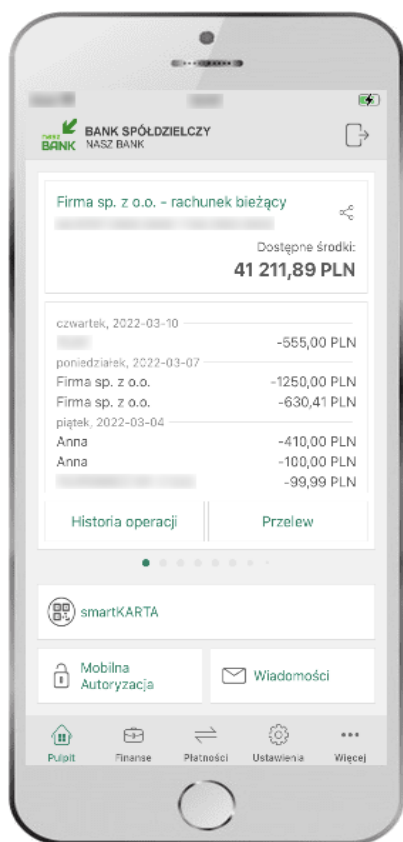 nasz
BANK
BANK SPÓŁDZIELCZY
NASZ BANK
Firma sp. z o.o. – rachunek bieżący
Dostępne środki:
41 211,89 PLN
czwartek, 2022-03-10
-555,00 PLN
poniedziałek, 2022-03-07
Firma sp. z o.o. -1250,00 PLN
Firma sp. z o.o. -630,41 PLN
piątek, 2022-03-04
Anna -410,00 PLN
Anna -100,00 PLN
-99,99 PLN
Historia operacji Przelew
smartKARTA
Mobilna
Autoryzacja
Wiadomości
Pulpit Finanse Płatności Ustawienia Więcej